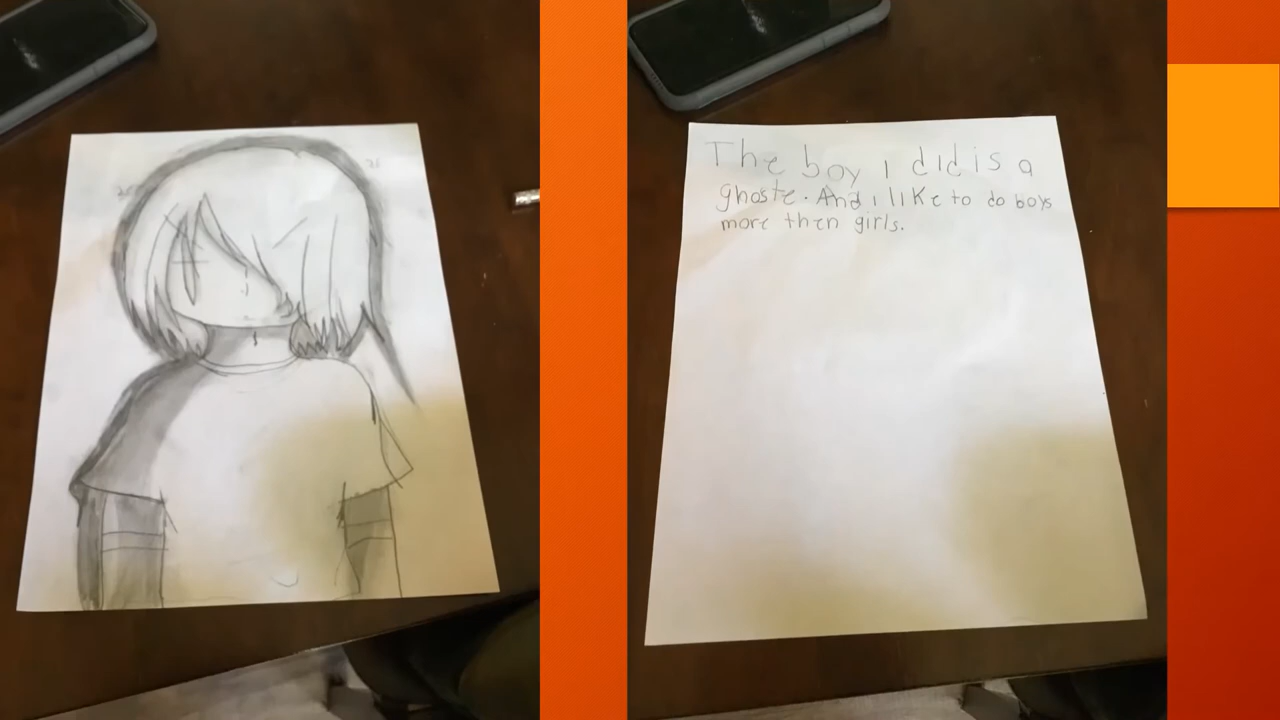 The boy I did is a
ghoste. And i like to do boys
more then girls.